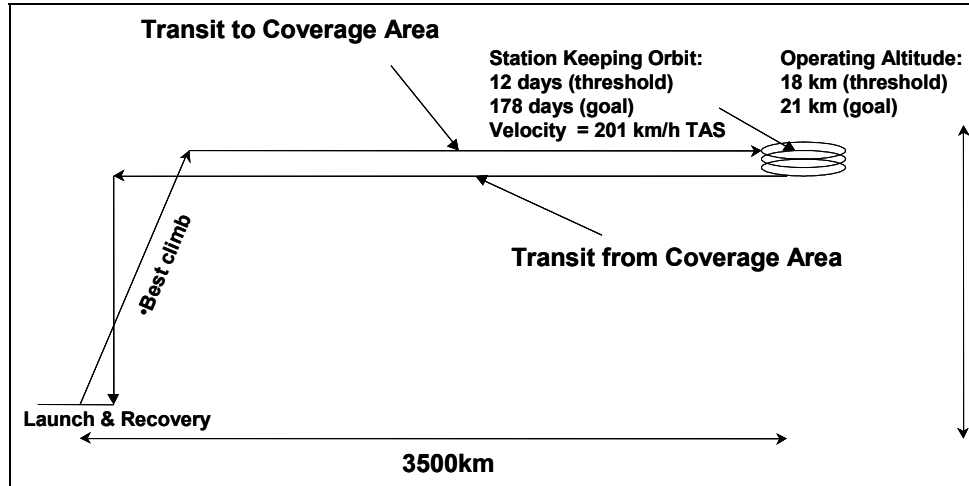 Transit to Coverage Area
Station Keeping Orbit:
12 days (threshold)
178 days (goal)
Velocity = 201 km/h TAS
Operating Altitude:
18 km (threshold)
21 km (goal)
•Best climb
Transit from Coverage Area
Launch & Recovery
3500km